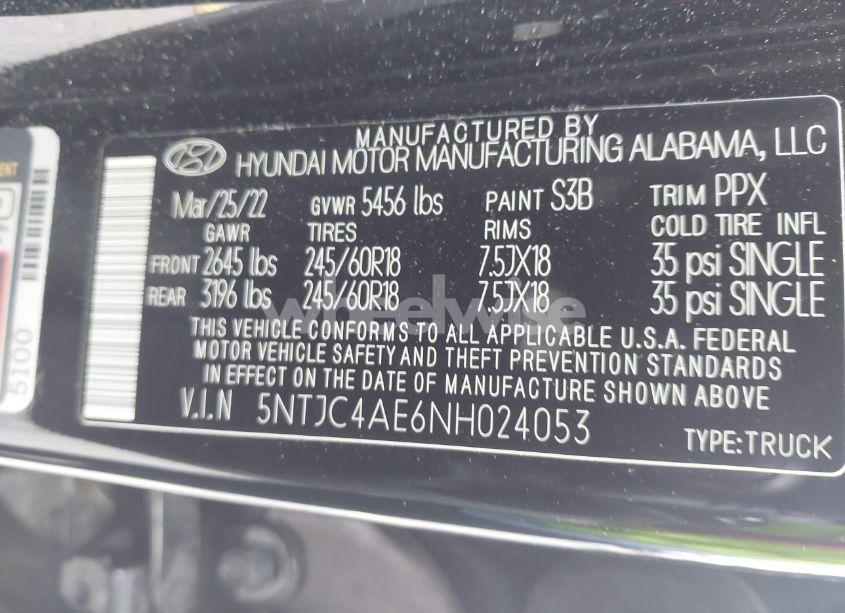 MANUFACTURED BY
HYUNDAI MOTOR MANUFACTURING ALABAMA, LLC
Mar/25/22 GVWR 5456 lbs PAINT S3B TRIM PPX
GAWR TIRES RIMS COLD TIRE INFL
FRONT 2645 lbs 245/60R18 7.5JX18 35 psi SINGLE
REAR 3196 lbs 245/60R18 7.5JX18 35 psi SINGLE
wheelwise
THIS VEHICLE CONFORMS TO ALL APPLICABLE U.S.A. FEDERAL
MOTOR VEHICLE SAFETY AND THEFT PREVENTION STANDARDS
IN EFFECT ON THE DATE OF MANUFACTURE SHOWN ABOVE
V.I.N 5NTJC4AE6NH024053
TYPE:TRUCK
5100